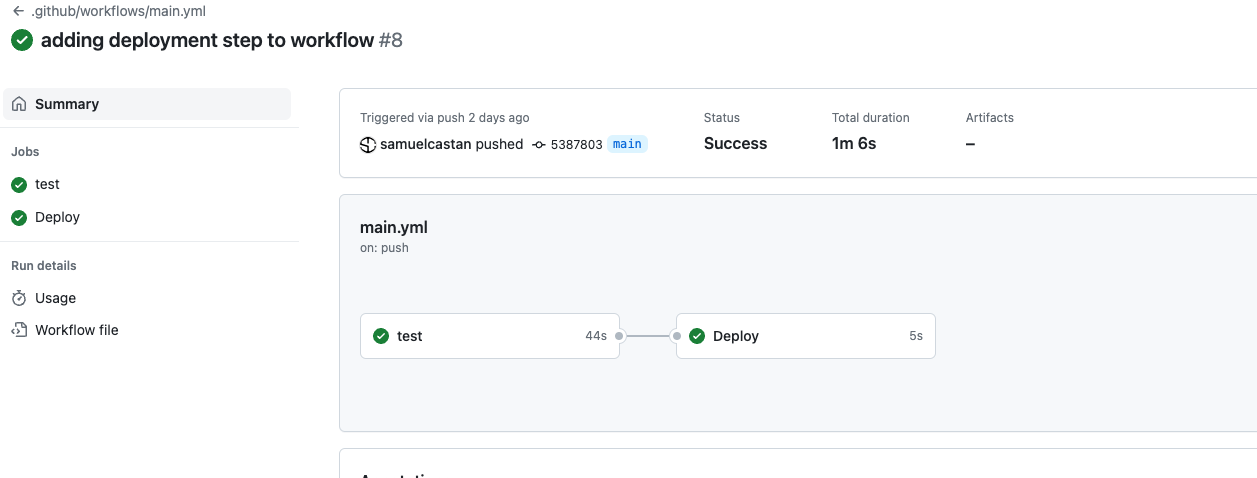 .github/workflows/main.yml
adding deployment step to workflow #8
Summary
Jobs
test
Deploy
Run details
Usage
Workflow file
Triggered via push 2 days ago
samuelcastan pushed 5387803 main
Status
Success
Total duration
1m 6s
Artifacts
–
main.yml
on: push
test 44s
Deploy 5s